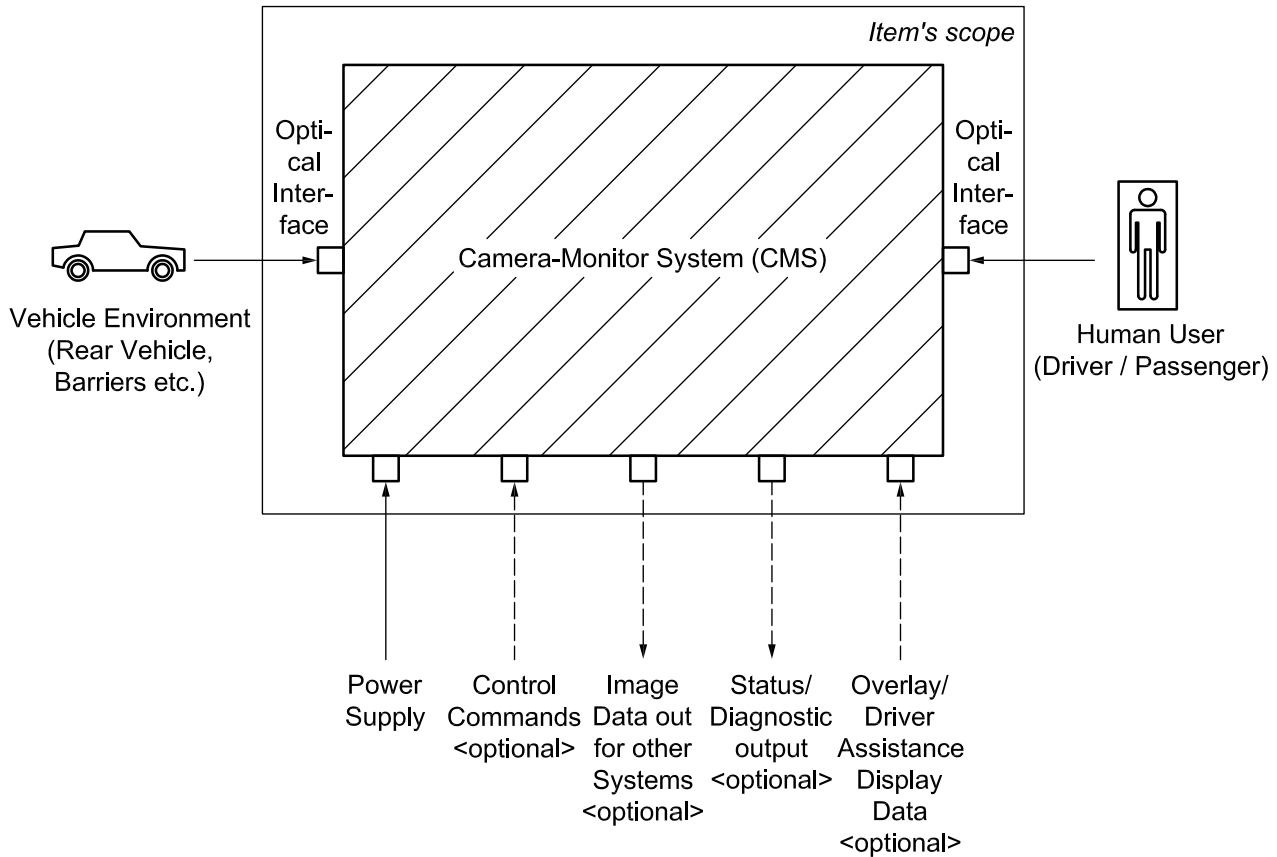 Item's scope
Opti-
cal
Inter-
face
Opti-
cal
Inter-
face
Camera-Monitor System (CMS)
Vehicle Environment
(Rear Vehicle,
Barriers etc.)
Human User
(Driver / Passenger)
Power
Supply
Control
Commands
<optional>
Image
Data out
for other
Systems
<optional>
Status/
Diagnostic
output
<optional>
Overlay/
Driver
Assistance
Display
Data
<optional>